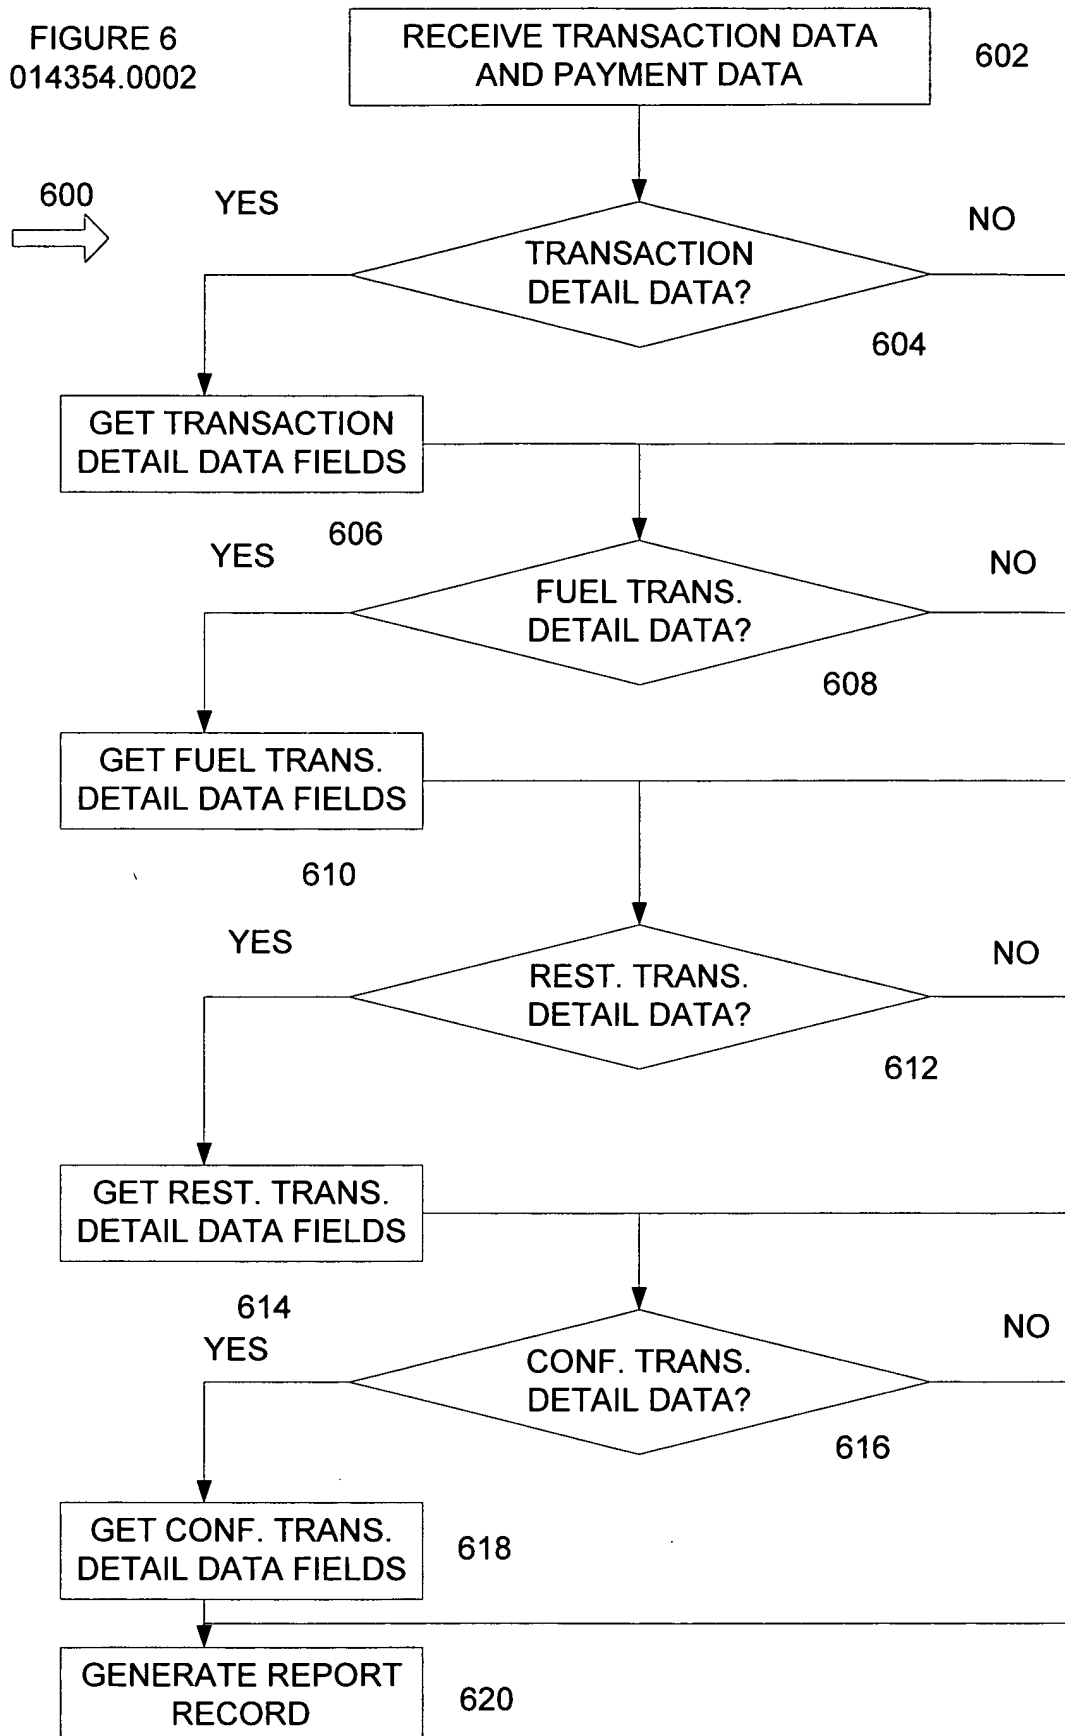 FIGURE 6
014354.0002
RECEIVE TRANSACTION DATA
AND PAYMENT DATA
602
600
YES
NO
TRANSACTION
DETAIL DATA?
604
GET TRANSACTION
DETAIL DATA FIELDS
606
YES
NO
FUEL TRANS.
DETAIL DATA?
608
GET FUEL TRANS.
DETAIL DATA FIELDS
610
YES
NO
REST. TRANS.
DETAIL DATA?
612
GET REST. TRANS.
DETAIL DATA FIELDS
614
YES
NO
CONF. TRANS.
DETAIL DATA?
616
GET CONF. TRANS.
DETAIL DATA FIELDS
618
GENERATE REPORT
RECORD
620